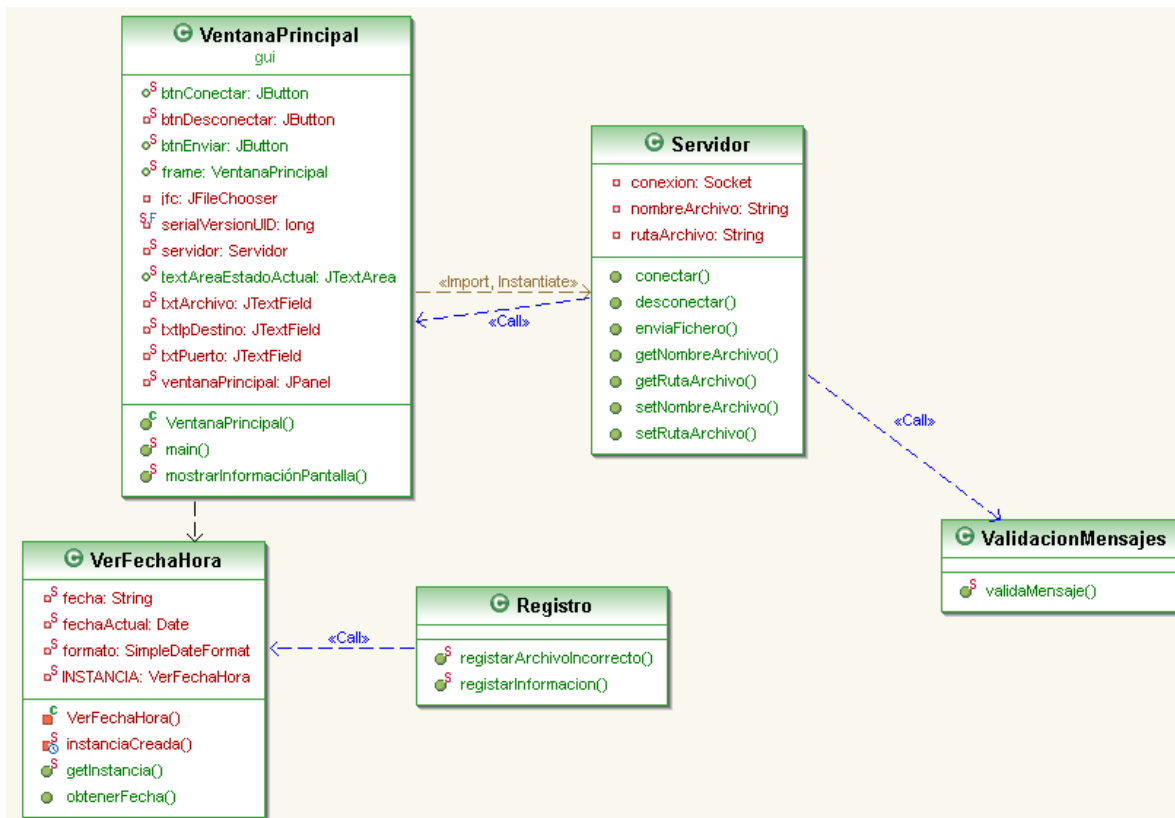 VentanaPrincipal
gui
btnConectar: JButton
btnDesconectar: JButton
btnEnviar: JButton
frame: VentanaPrincipal
jfc: JFileChooser
serialVersionUID: long
servidor: Servidor
textAreaEstadoActual: JTextArea
txtArchivo: JTextField
txtIpDestino: JTextField
txtPuerto: JTextField
ventanaPrincipal: JPanel
VentanaPrincipal()
main()
mostrarInformaciónPantalla()
«Import, Instantiate»
«Call»
Servidor
conexion: Socket
nombreArchivo: String
rutaArchivo: String
conectar()
desconectar()
enviaFichero()
getNombreArchivo()
getRutaArchivo()
setNombreArchivo()
setRutaArchivo()
«Call»
ValidacionMensajes
validaMensaje()
VerFechaHora
fecha: String
fechaActual: Date
formato: SimpleDateFormat
INSTANCIA: VerFechaHora
VerFechaHora()
instanciaCreada()
getInstancia()
obtenerFecha()
«Call»
Registro
registarArchivoIncorrecto()
registarInformacion()